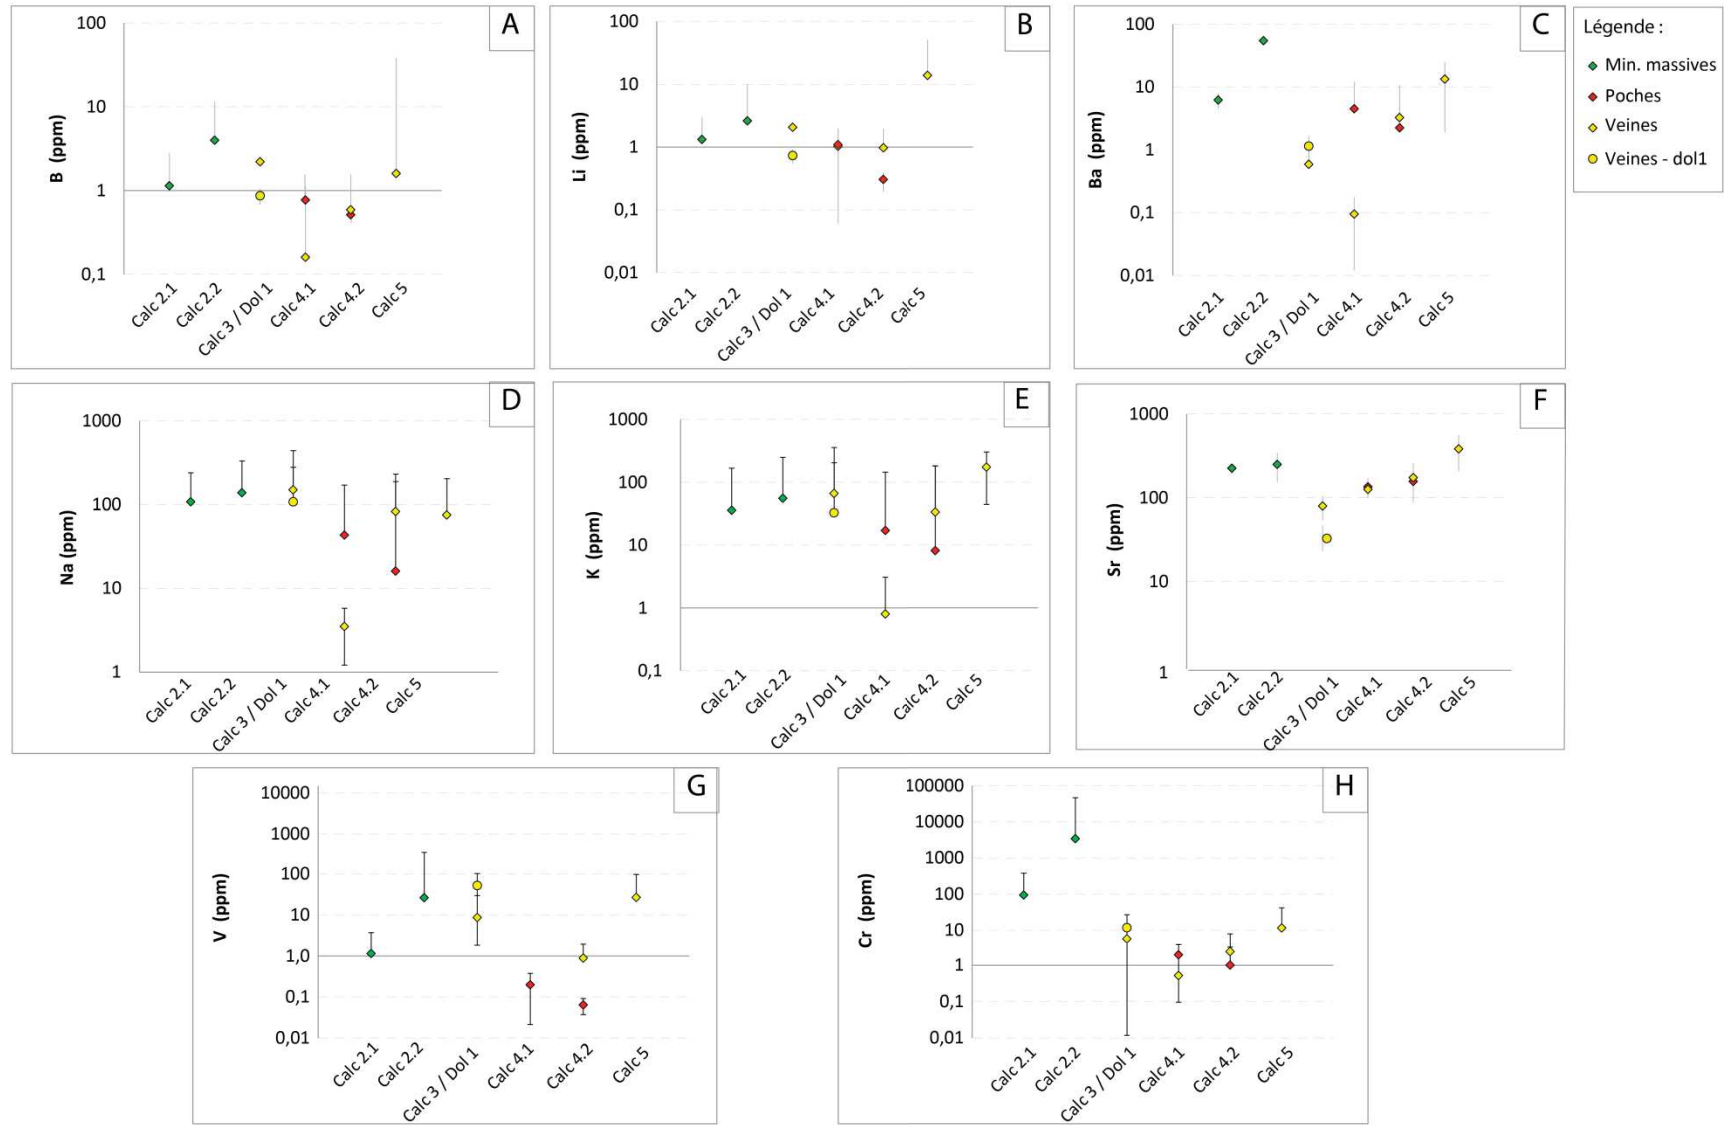 A
B (ppm)
100
10
1
0,1
Calc 2.1
Calc 2.2
Calc 3 / Dol 1
Calc 4.1
Calc 4.2
Calc 5
B
Li (ppm)
100
10
1
0,1
0,01
Calc 2.1
Calc 2.2
Calc 3 / Dol 1
Calc 4.1
Calc 4.2
Calc 5
C
Ba (ppm)
100
10
1
0,1
0,01
Calc 2.1
Calc 2.2
Calc 3 / Dol 1
Calc 4.1
Calc 4.2
Calc 5
Légende :
Min. massives
Poches
Veines
Veines - dol1
D
Na (ppm)
1000
100
10
1
Calc 2.1
Calc 2.2
Calc 3 / Dol 1
Calc 4.1
Calc 4.2
Calc 5
E
K (ppm)
1000
100
10
1
0,1
Calc 2.1
Calc 2.2
Calc 3 / Dol 1
Calc 4.1
Calc 4.2
Calc 5
F
Sr (ppm)
1000
100
10
1
Calc 2.1
Calc 2.2
Calc 3 / Dol 1
Calc 4.1
Calc 4.2
Calc 5
G
V (ppm)
10000
1000
100
10
1,0
0,1
0,01
Calc 2.1
Calc 2.2
Calc 3 / Dol 1
Calc 4.1
Calc 4.2
Calc 5
H
Cr (ppm)
100000
10000
1000
100
10
1
0,1
0,01
Calc 2.1
Calc 2.2
Calc 3 / Dol 1
Calc 4.1
Calc 4.2
Calc 5